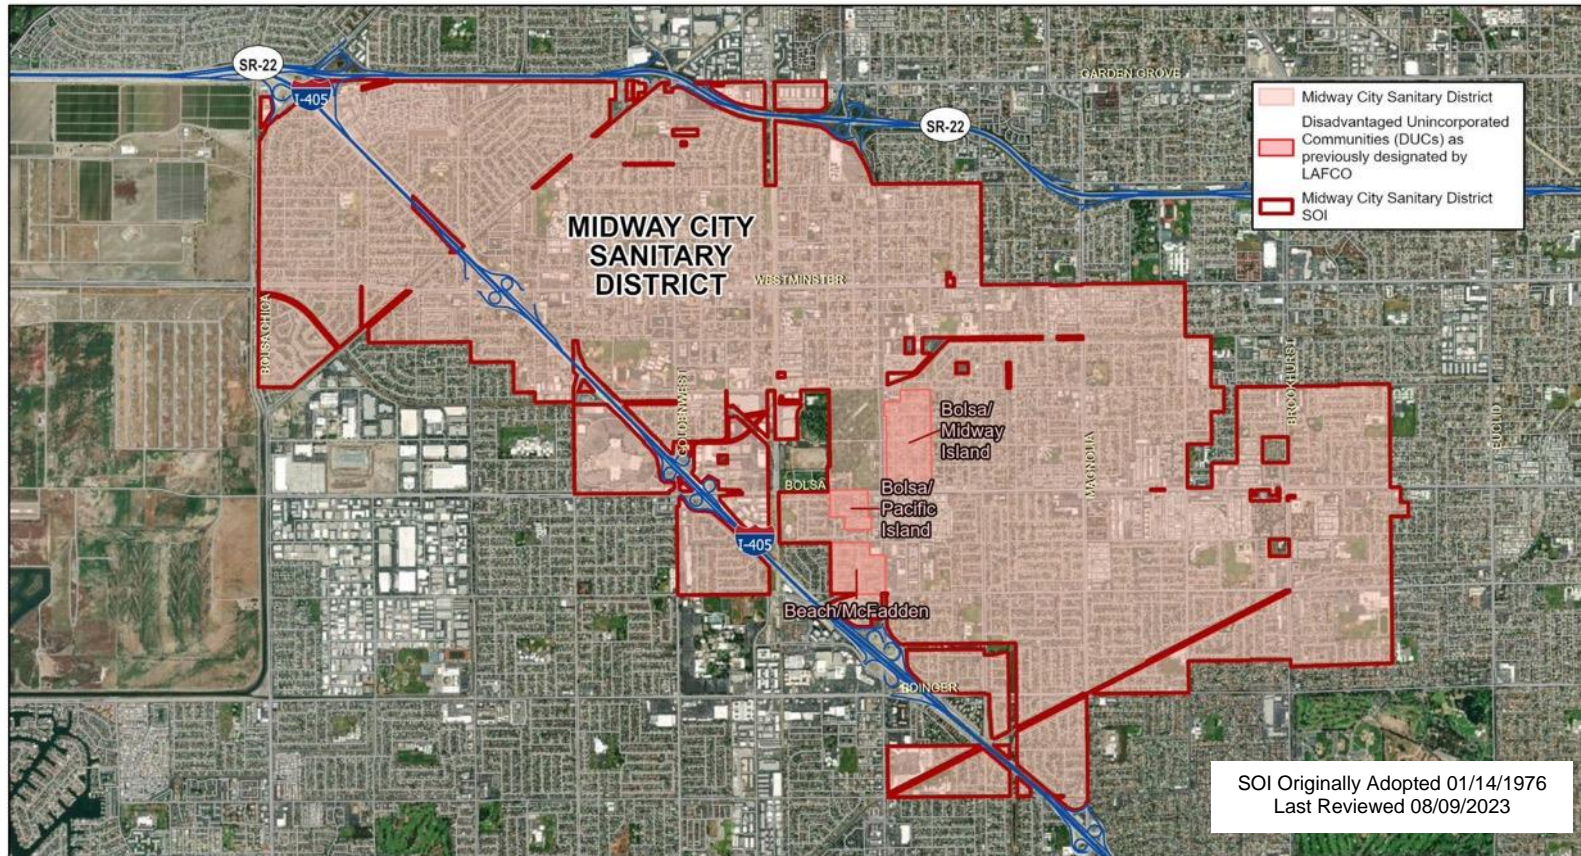 SR-22
I-405
GARDEN GROVE
SR-22
Midway City Sanitary District
Disadvantaged Unincorporated
Communities (DUCs) as
previously designated by
LAFCO
Midway City Sanitary District
SOI
MIDWAY CITY
SANITARY
DISTRICT
WESTMINSTER
BOLSA CHICA
GOLDENWEST
BROOKHURST
EUCLID
MAGNOLIA
Bolsa/
Midway
Island
BOLSA
Bolsa/
Pacific
Island
I-405
Beach/McFadden
EDINGER
SOI Originally Adopted 01/14/1976
Last Reviewed 08/09/2023